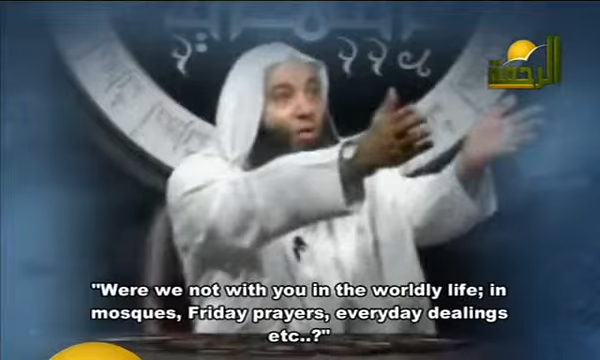 الرحمة
"Were we not with you in the worldly life; in
mosques, Friday prayers, everyday dealings
etc..?"